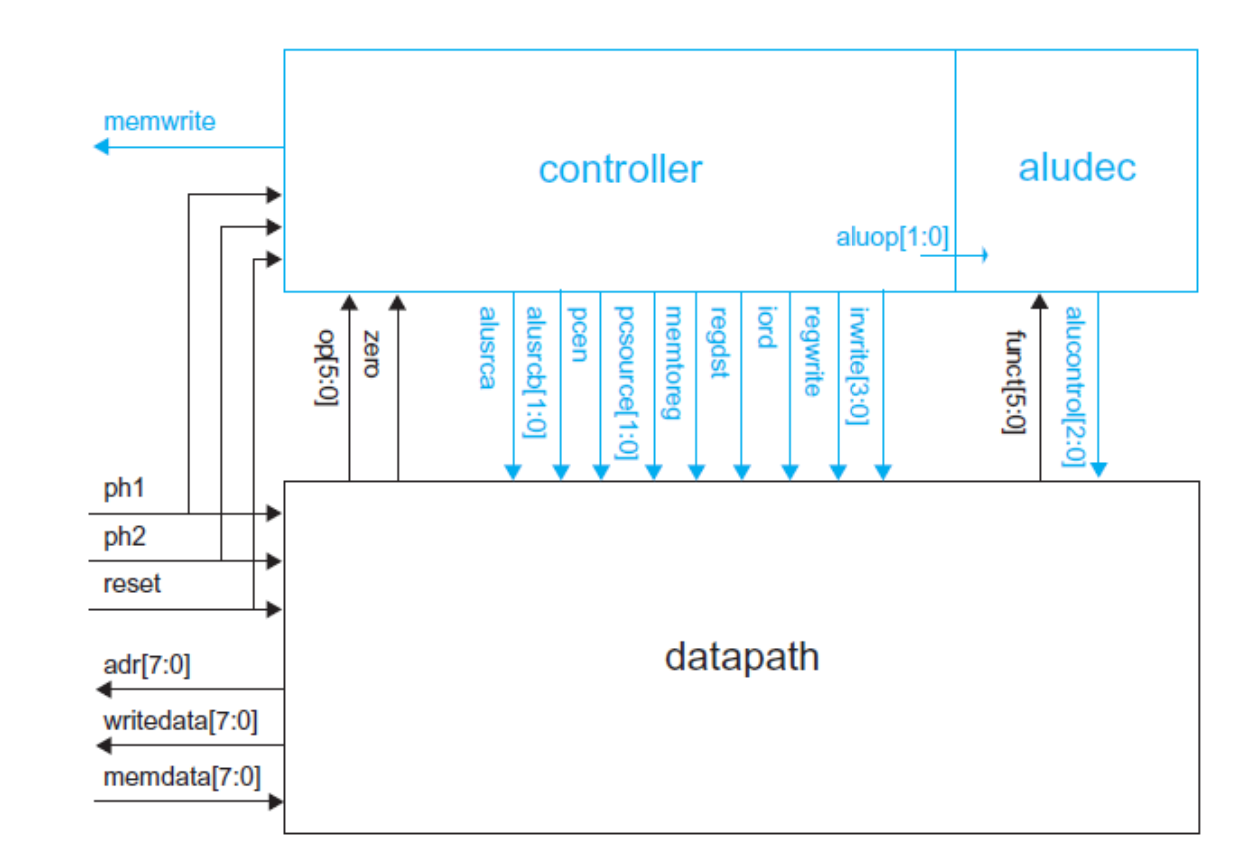 memwrite
controller
aludec
aluop[1:0]
op[5:0]
zero
alusrca
alusrcb[1:0]
pcen
pcsource[1:0]
memtoreg
regdst
iord
regwrite
irwrite[3:0]
funct[5:0]
alucontrol[2:0]
ph1
ph2
reset
adr[7:0]
writedata[7:0]
memdata[7:0]
datapath